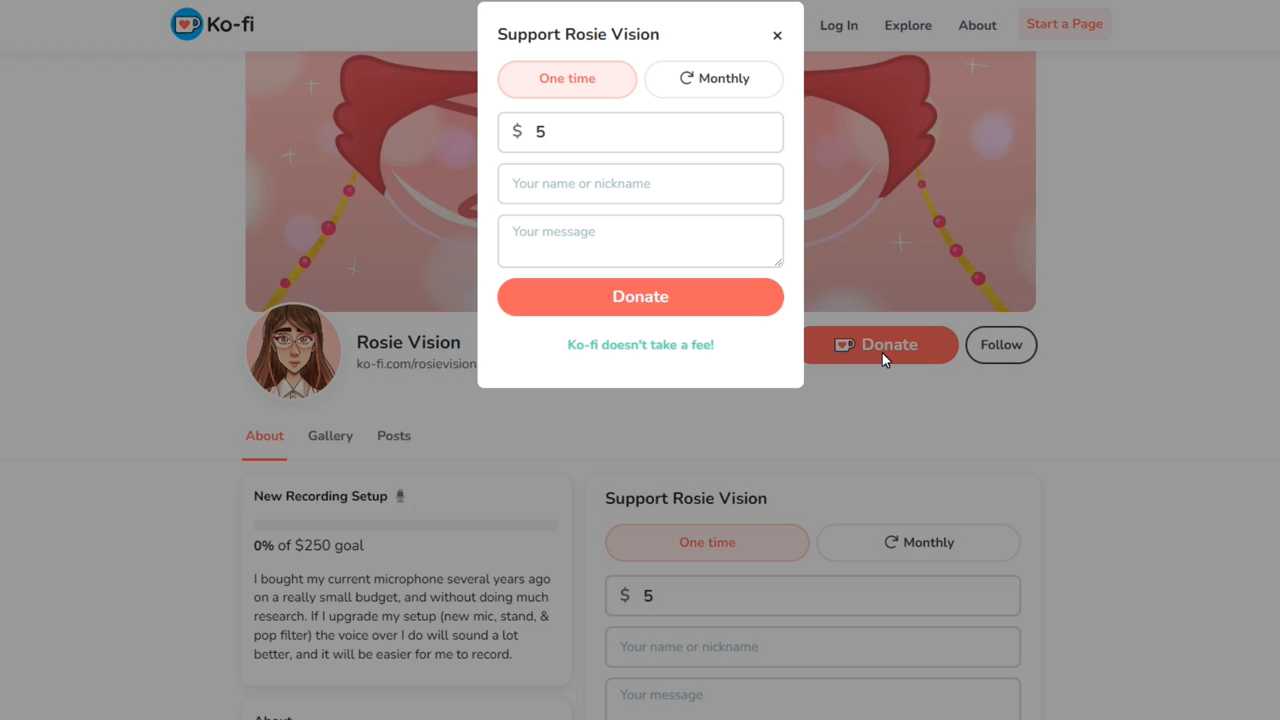 Ko-fi
Log In
Explore
About
Start a Page
Support Rosie Vision
×
One time
Monthly
$ 5
Your name or nickname
Your message
Donate
Ko-fi doesn't take a fee!
Rosie Vision
ko-fi.com/rosievision
Donate
Follow
About
Gallery
Posts
New Recording Setup
0% of $250 goal
I bought my current microphone several years ago
on a really small budget, and without doing much
research. If I upgrade my setup (new mic, stand, &
pop filter) the voice over I do will sound a lot
better, and it will be easier for me to record.
About
Support Rosie Vision
One time
Monthly
$ 5
Your name or nickname
Your message